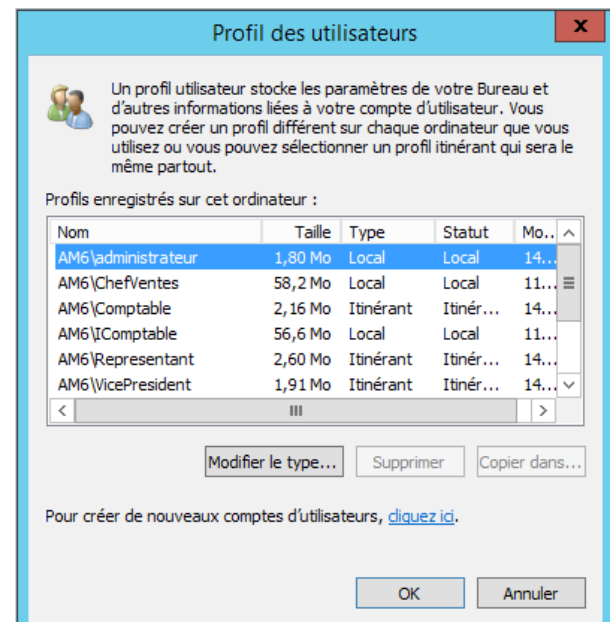 Profil des utilisateurs
x
Un profil utilisateur stocke les paramètres de votre Bureau et
d'autres informations liées à votre compte d'utilisateur. Vous
pouvez créer un profil différent sur chaque ordinateur que vous
utilisez ou vous pouvez sélectionner un profil itinérant qui sera le
même partout.
Profils enregistrés sur cet ordinateur :
Nom Taille Type Statut Mo...
AM6\administrateur 1,80 Mo Local Local 14...
AM6\ChefVentes 58,2 Mo Local Local 11...
AM6\Comptable 2,16 Mo Itinérant Itinér... 14...
AM6\IComptable 56,6 Mo Local Local 11...
AM6\Representant 2,60 Mo Itinérant Itinér... 14...
AM6\VicePresident 1,91 Mo Itinérant Itinér... 14...
Modifier le type... Supprimer Copier dans...
Pour créer de nouveaux comptes d'utilisateurs, cliquez ici.
OK Annuler